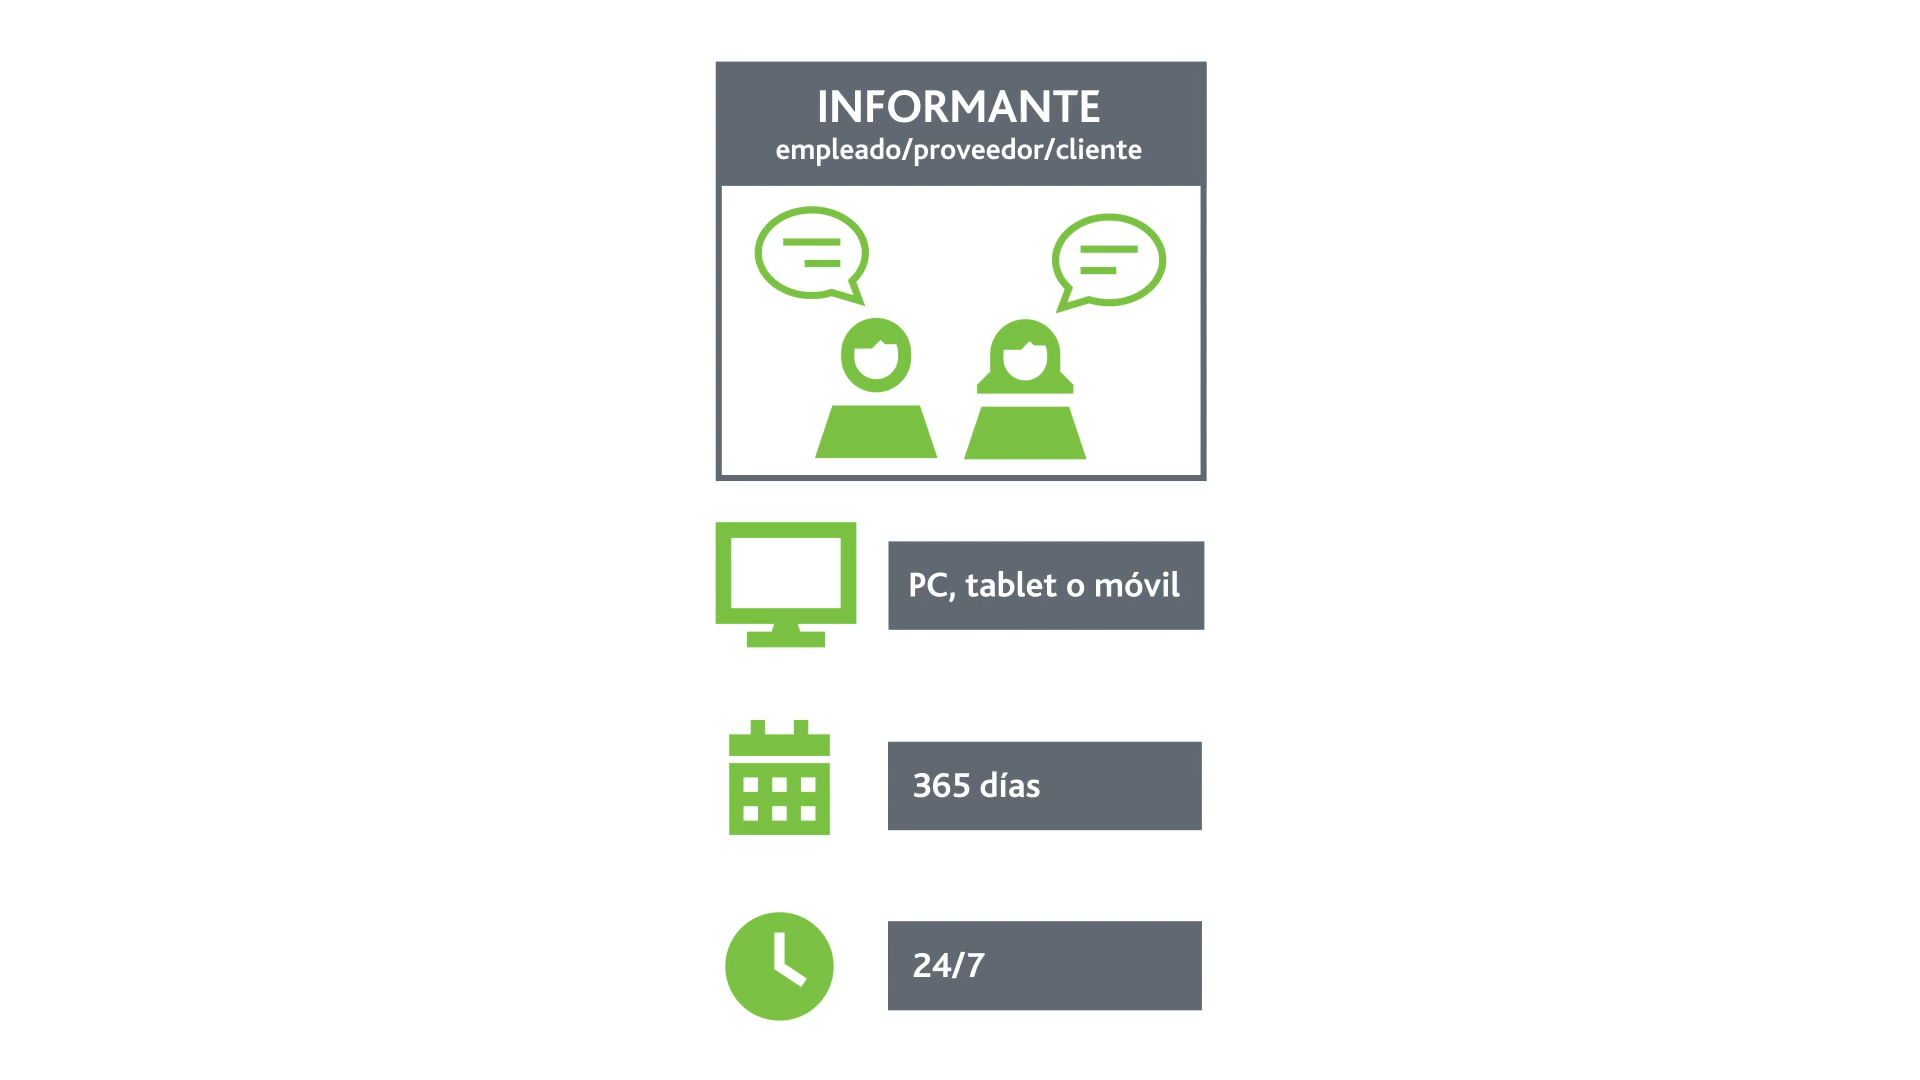 INFORMANTE
empleado/proveedor/cliente
PC, tablet o móvil
365 días
24/7